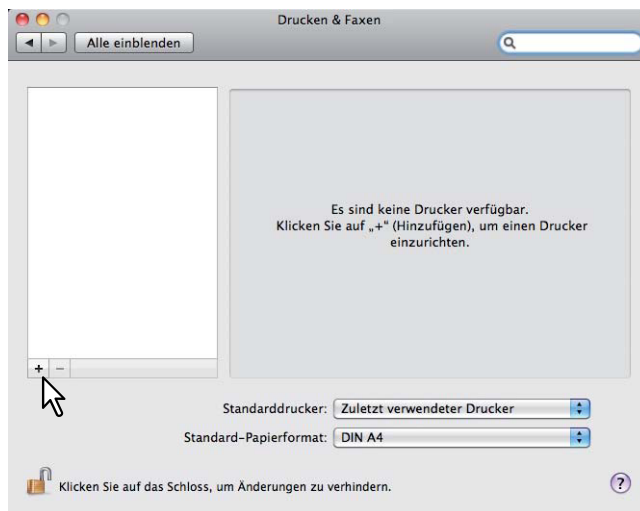 Drucken & Faxen
Alle einblenden
Es sind keine Drucker verfügbar.
Klicken Sie auf „+“ (Hinzufügen), um einen Drucker
einzurichten.
+ −
Standarddrucker: Zuletzt verwendeter Drucker
Standard-Papierformat: DIN A4
Klicken Sie auf das Schloss, um Änderungen zu verhindern. ?